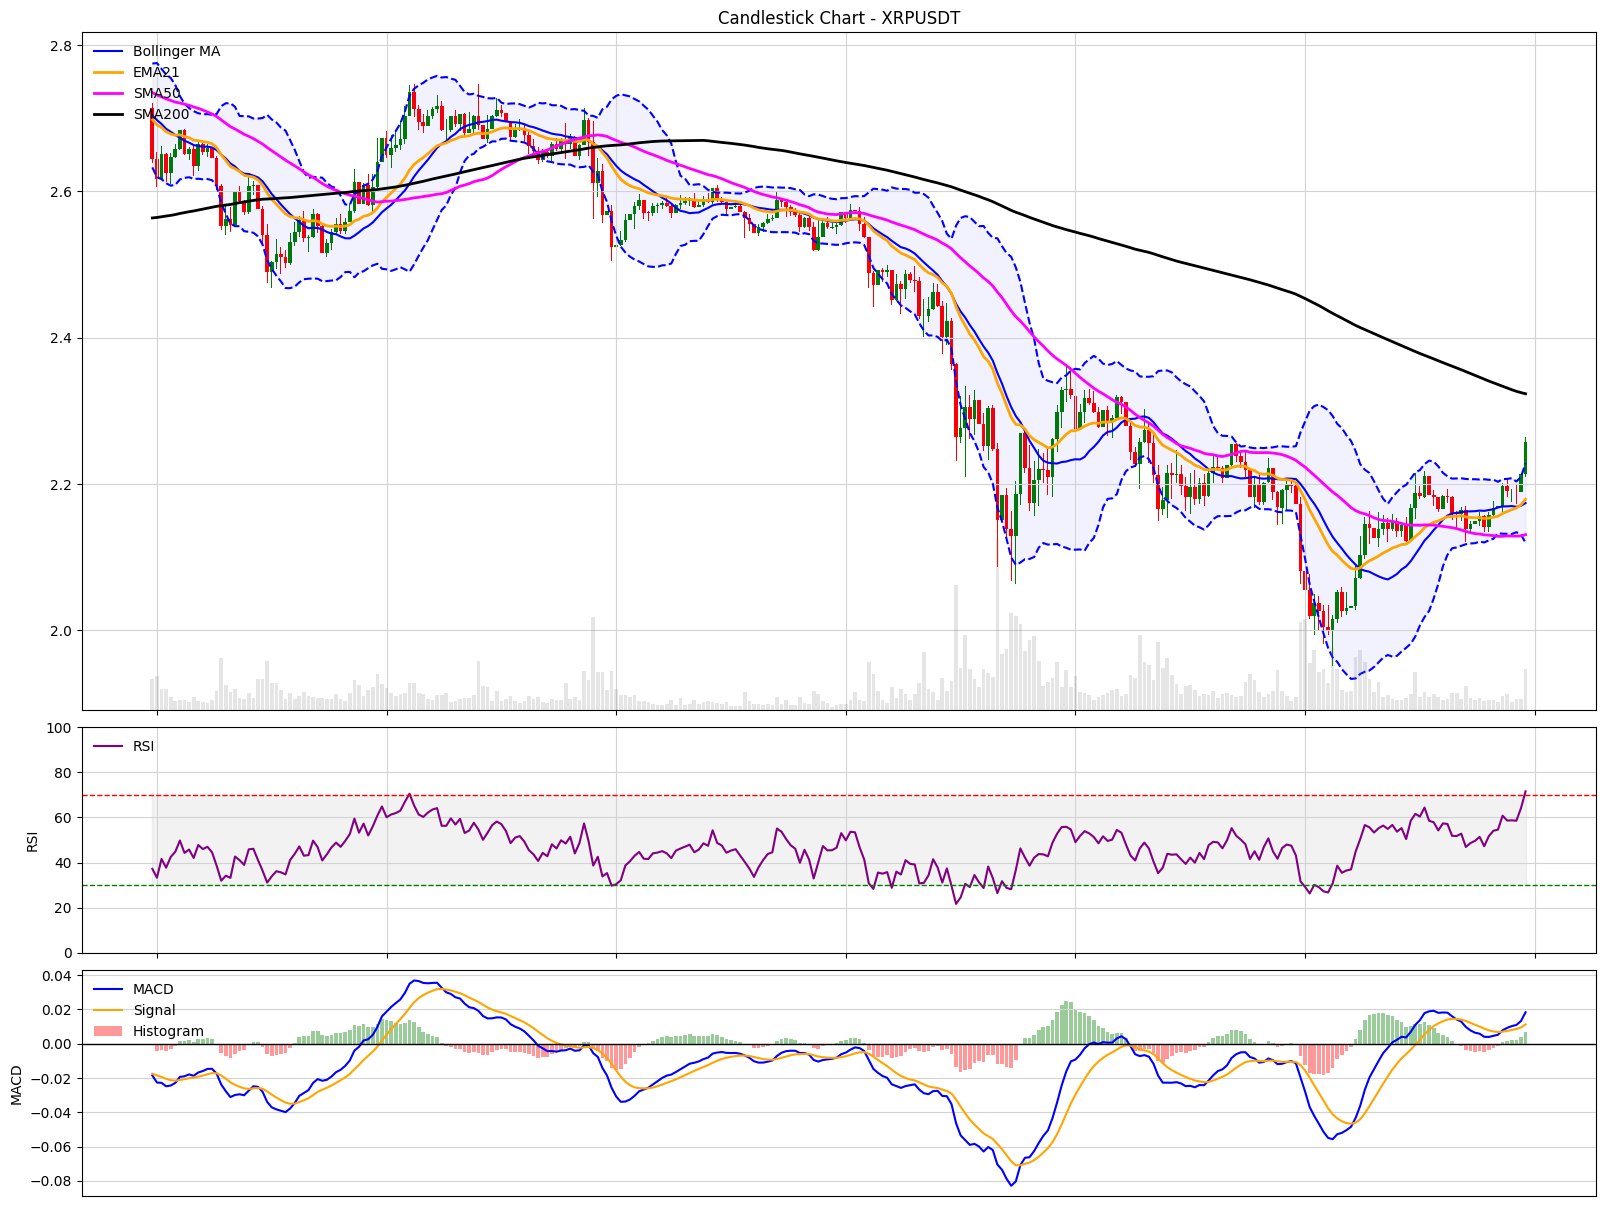 Candlestick Chart - XRPUSDT
Bollinger MA
EMA21
SMA50
SMA200
2.8
2.6
2.4
2.2
2.0
RSI
100
80
60
40
20
0
RSI
MACD
Signal
Histogram
0.04
0.02
0.00
−0.02
−0.04
−0.06
−0.08
MACD